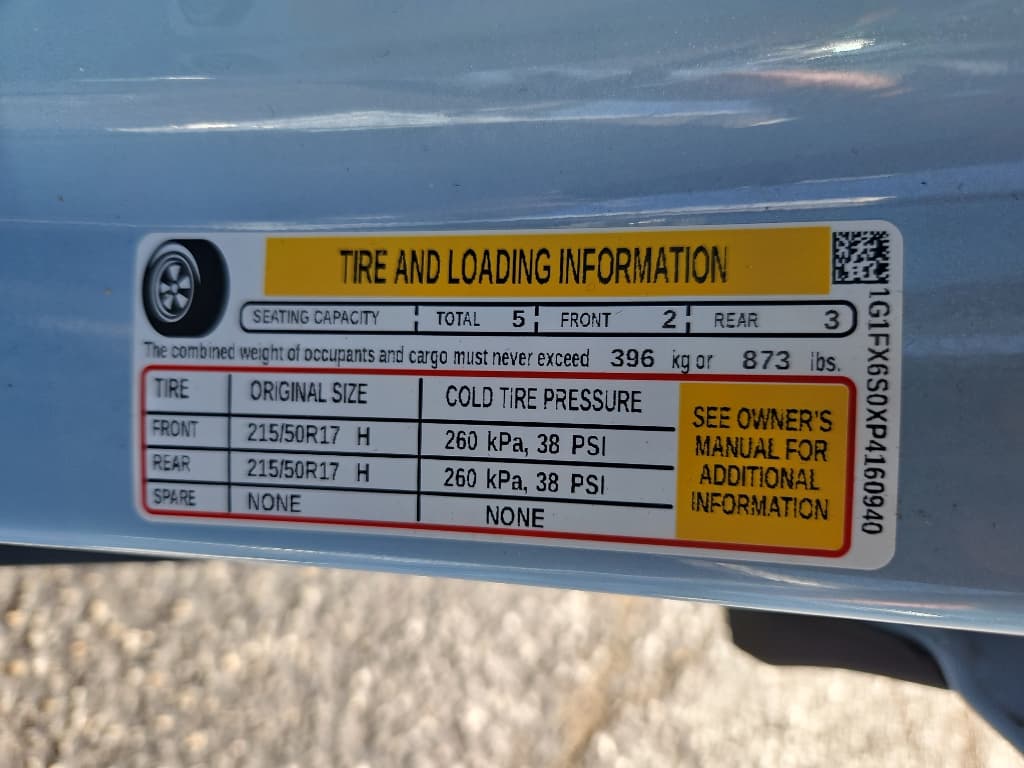 TIRE AND LOADING INFORMATION
SEATING CAPACITY TOTAL 5 FRONT 2 REAR 3
The combined weight of occupants and cargo must never exceed 396 kg or 873 lbs.
TIRE ORIGINAL SIZE COLD TIRE PRESSURE
FRONT 215/50R17 H 260 kPa, 38 PSI
REAR 215/50R17 H 260 kPa, 38 PSI
SPARE NONE NONE
SEE OWNER'S
MANUAL FOR
ADDITIONAL
INFORMATION
1G1FX6S0XP4160940